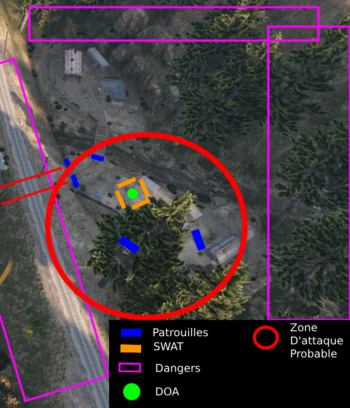 Patrouilles
SWAT
Dangers
DOA
Zone
D'attaque
Probable